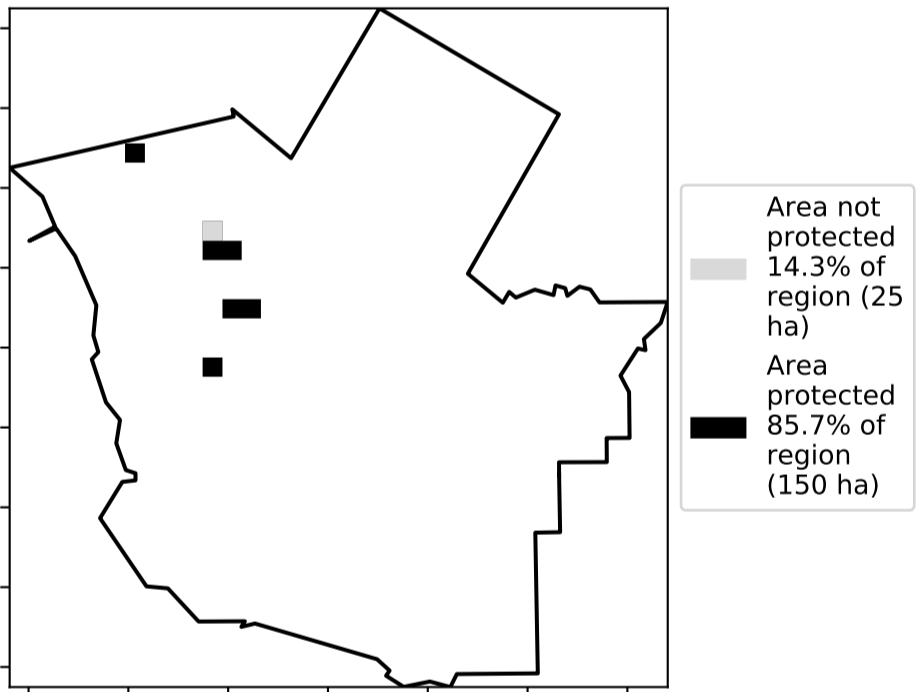 Area not
protected
14.3% of
region (25
ha)
Area
protected
85.7% of
region
(150 ha)